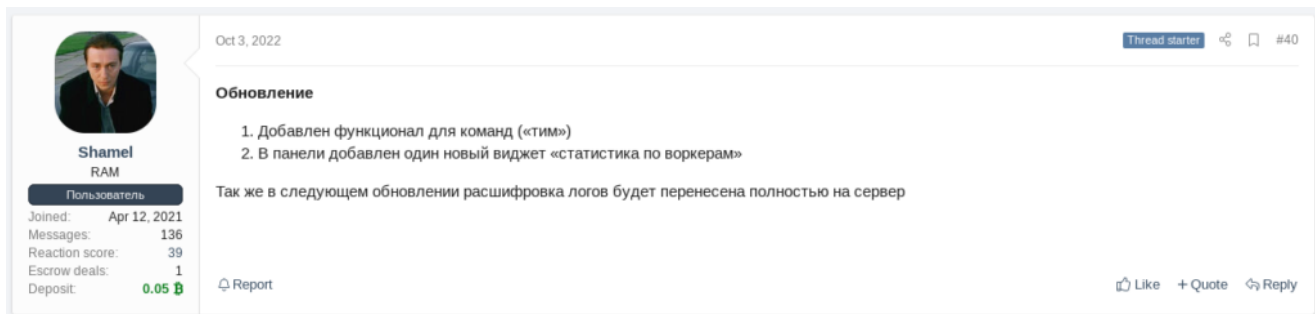 Oct 3, 2022
Thread starter
#40
Обновление
1. Добавлен функционал для команд («тим»)
2. В панели добавлен один новый виджет «статистика по воркерам»
Так же в следующем обновлении расшифровка логов будет перенесена полностью на сервер
Shamel
RAM
Пользователь
Joined: Apr 12, 2021
Messages: 136
Reaction score: 39
Escrow deals: 1
Deposit: 0.05 ₿
Report
Like + Quote Reply